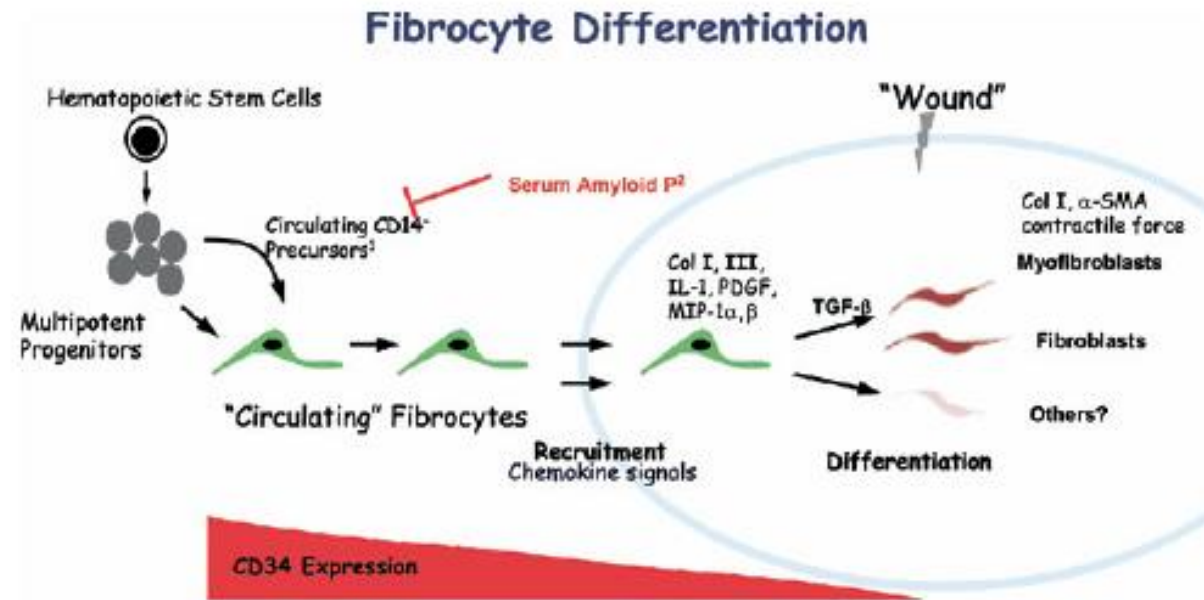 Fibrocyte Differentiation
Hematopoietic Stem Cells
"Wound"
Serum Amyloid P²
Circulating CD14⁻
Precursors¹
Col I, α-SMA
contractile force
Myofibroblasts
Col I, III,
IL-1, PDGF,
MIP-1α,β
TGF-β
Multipotent
Progenitors
Fibroblasts
"Circulating" Fibrocytes
Others?
Recruitment
Chemokine signals
Differentiation
CD34 Expression